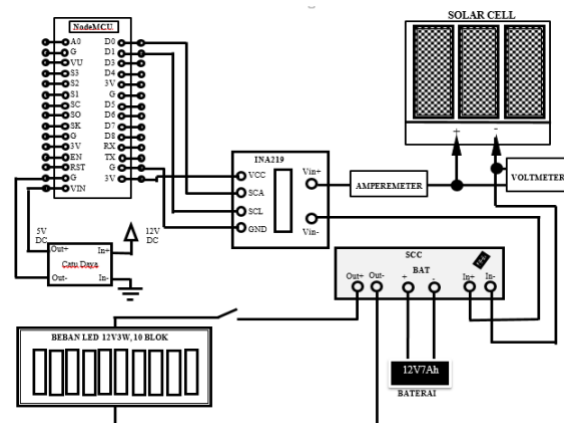 NodeMCU
A0 D0
G D1
VU D3
S3 D4
S2 3V
S1 G
SC D5
SO D6
SK D7
G D8
3V RX
EN TX
RST G
G 3V
VIN
SOLAR CELL
+ -
INA219
VCC Vin+
SCA
SCL
GND Vin-
AMPEREMETER
VOLTMETER
5V DC
12V DC
Out+ In+
Catu Daya
Out- In-
SCC
BAT
Out+ Out- + - In+ In-
12V7Ah
BATERAI
BEBAN LED 12V3W, 10 BLOK